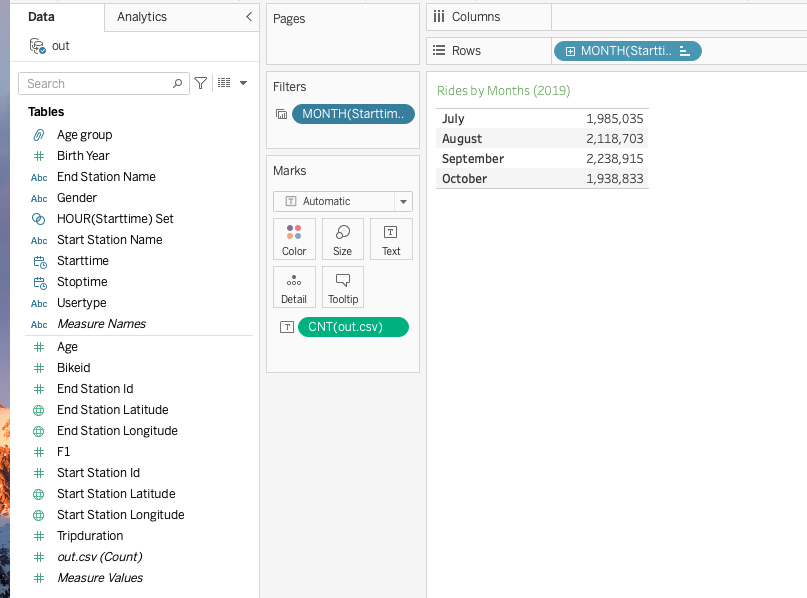 Data
Analytics
out
Search
Tables
Age group
Birth Year
Abc End Station Name
Abc Gender
HOUR(Starttime) Set
Abc Start Station Name
Starttime
Stoptime
Abc Usertype
Abc Measure Names
Age
Bikeid
End Station Id
End Station Latitude
End Station Longitude
F1
Start Station Id
Start Station Latitude
Start Station Longitude
Tripduration
out.csv (Count)
Measure Values
Pages
Filters
MONTH(Starttim..
Marks
T Automatic
Color
Size
T Text
Detail
Tooltip
T CNT(out.csv)
Columns
Rows
MONTH(Startti..
Rides by Months (2019)
July 1,985,035
August 2,118,703
September 2,238,915
October 1,938,833